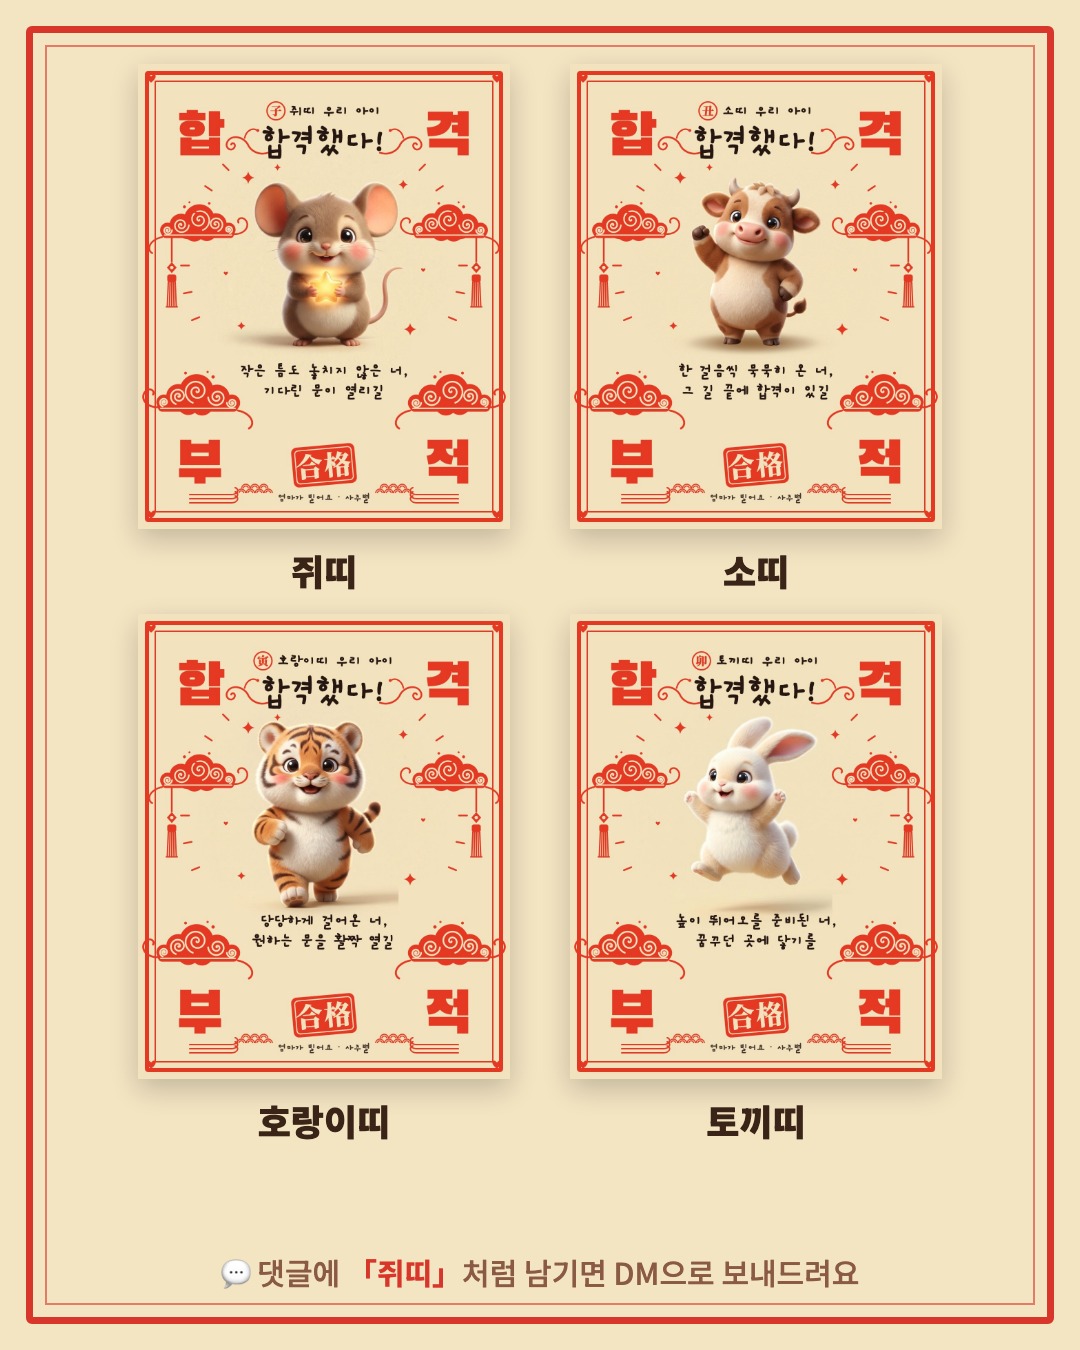 합 격
子 쥐띠 우리 아이
합격했다!
작은 틈도 놓치지 않은 너,
기다린 문이 열리길
부 적
合格
엄마가 빌어요 · 사주별
쥐띠
합 격
丑 소띠 우리 아이
합격했다!
한 걸음씩 묵묵히 온 너,
그 길 끝에 합격이 있길
부 적
合格
엄마가 빌어요 · 사주별
소띠
합 격
寅 호랑이띠 우리 아이
합격했다!
당당하게 걸어온 너,
원하는 문을 활짝 열길
부 적
合格
엄마가 빌어요 · 사주별
호랑이띠
합 격
卯 토끼띠 우리 아이
합격했다!
높이 뛰어오를 준비된 너,
꿈꾸던 곳에 닿기를
부 적
合格
엄마가 빌어요 · 사주별
토끼띠
댓글에 「쥐띠」 처럼 남기면 DM으로 보내드려요